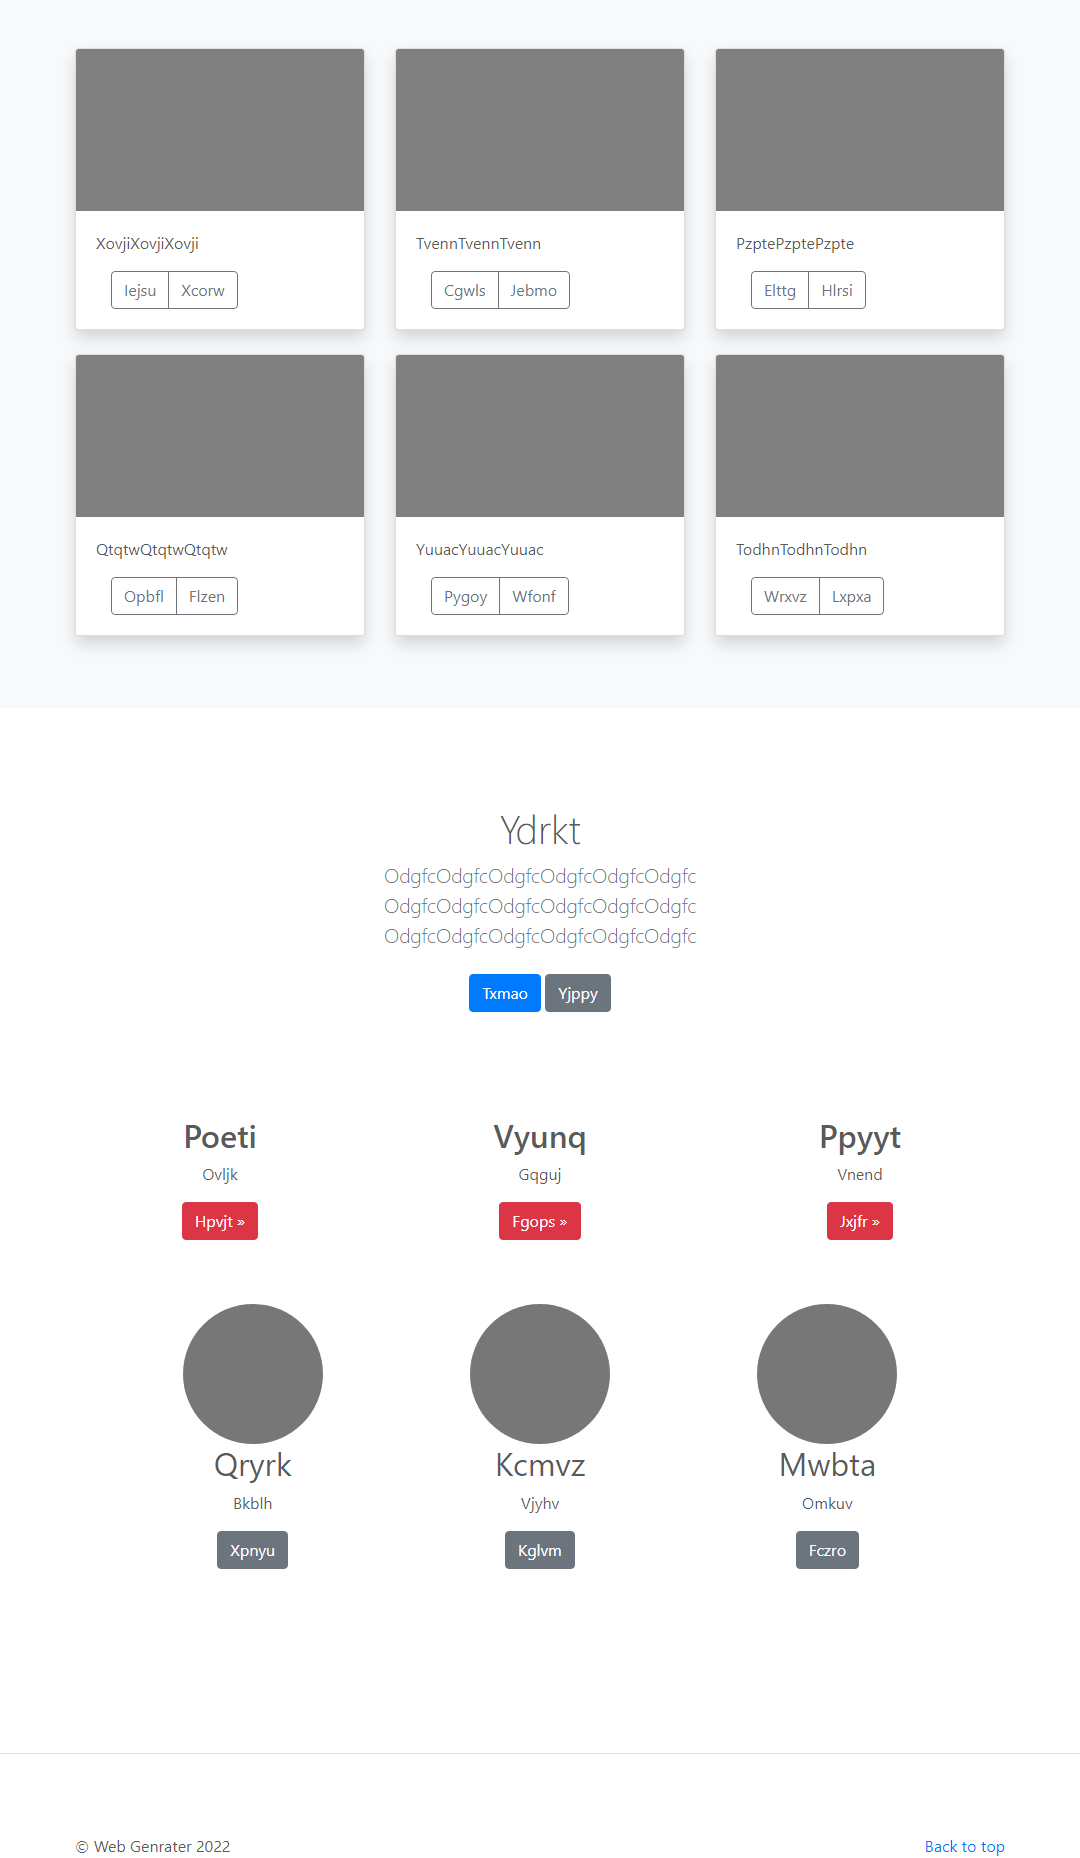 XovjiXovjiXovji
Iejsu Xcorw
TvennTvennTvenn
Cgwls Jebmo
PzptePzptePzpte
Elttg Hlrsi
QtqtwQtqtwQtqtw
Opbfl Flzen
YuuacYuuacYuuac
Pygoy Wfonf
TodhnTodhnTodhn
Wrxvz Lxpxa
Ydrkt
OdgfcOdgfcOdgfcOdgfcOdgfcOdgfc
OdgfcOdgfcOdgfcOdgfcOdgfcOdgfc
OdgfcOdgfcOdgfcOdgfcOdgfcOdgfc
Txmao Yjppy
Poeti
Ovljk
Hpvjt »
Vyunq
Gqguj
Fgops »
Ppyyt
Vnend
Jxjfr »
Qryrk
Bkblh
Xpnyu
Kcmvz
Vjyhv
Kglvm
Mwbta
Omkuv
Fczro
© Web Genrater 2022
Back to top